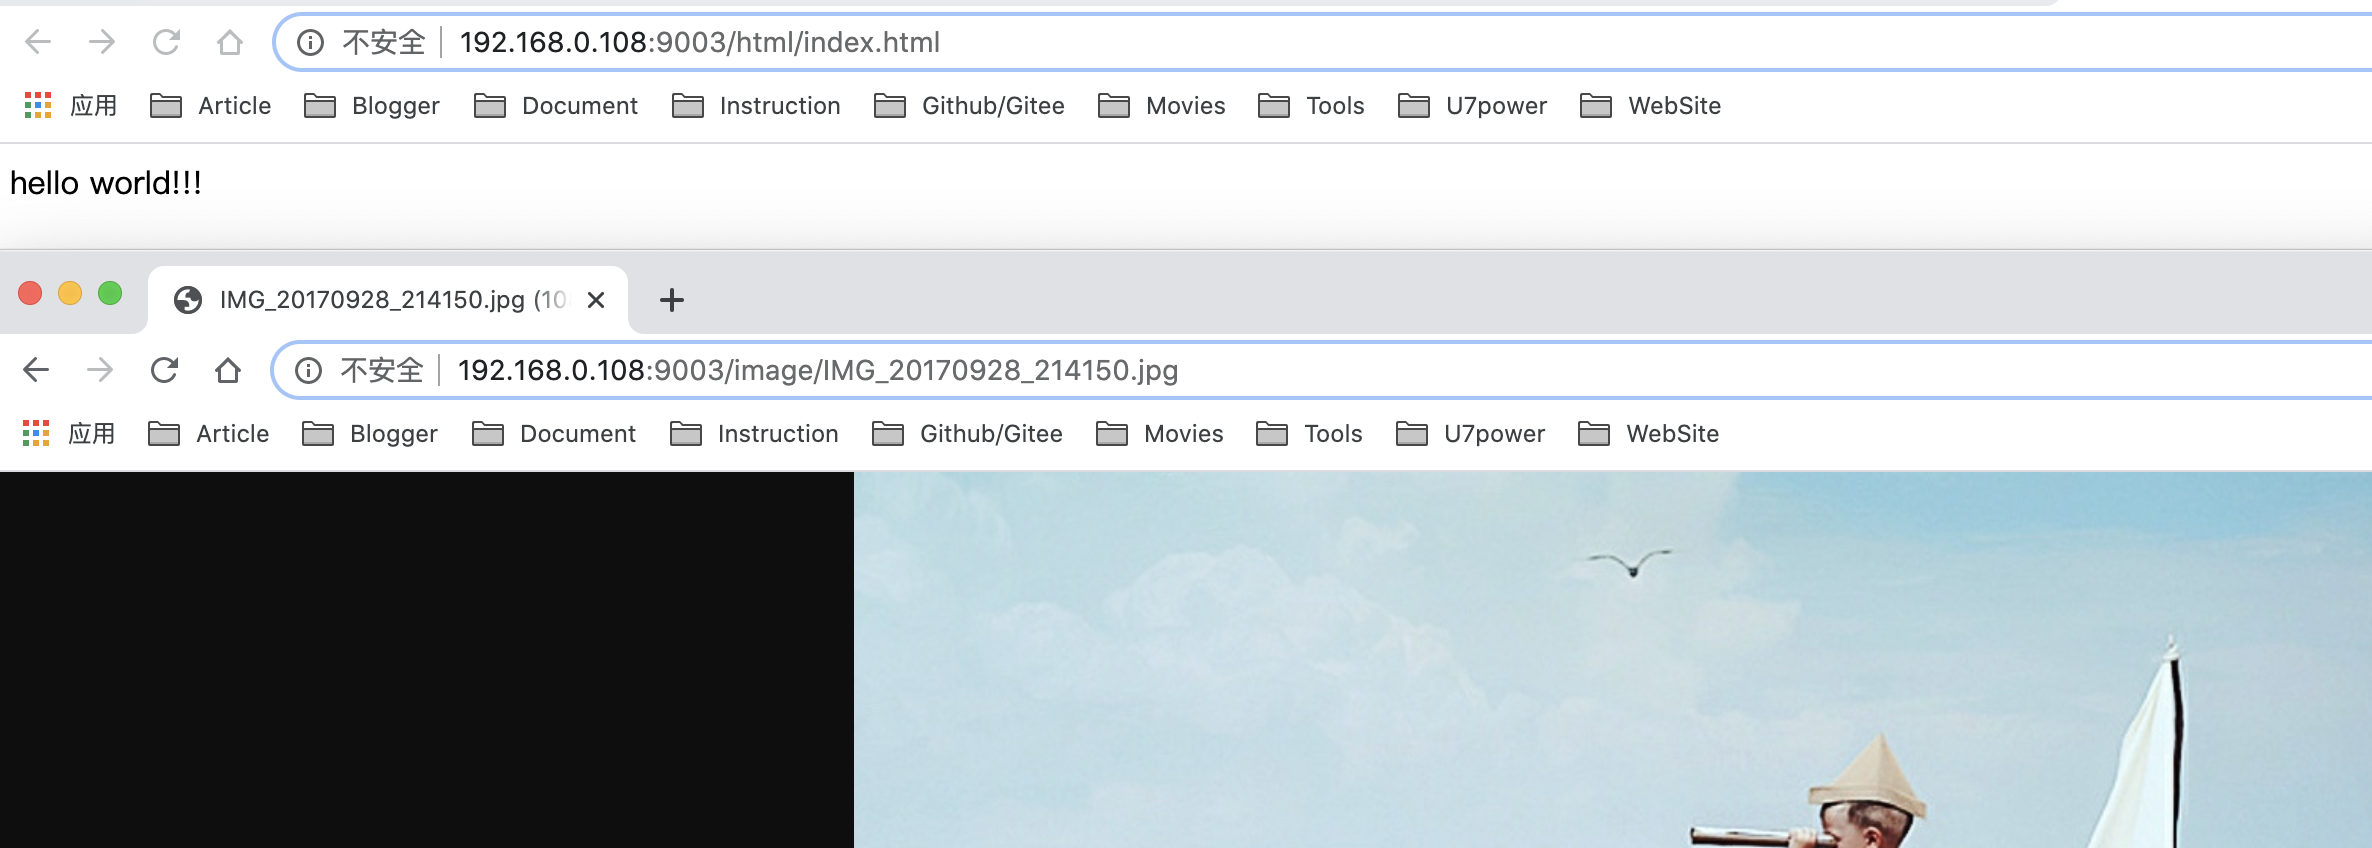 不安全 192.168.0.108:9003/html/index.html
应用 Article Blogger Document Instruction Github/Gitee Movies Tools U7power WebSite
hello world!!!
IMG_20170928_214150.jpg (10
不安全 192.168.0.108:9003/image/IMG_20170928_214150.jpg
应用 Article Blogger Document Instruction Github/Gitee Movies Tools U7power WebSite